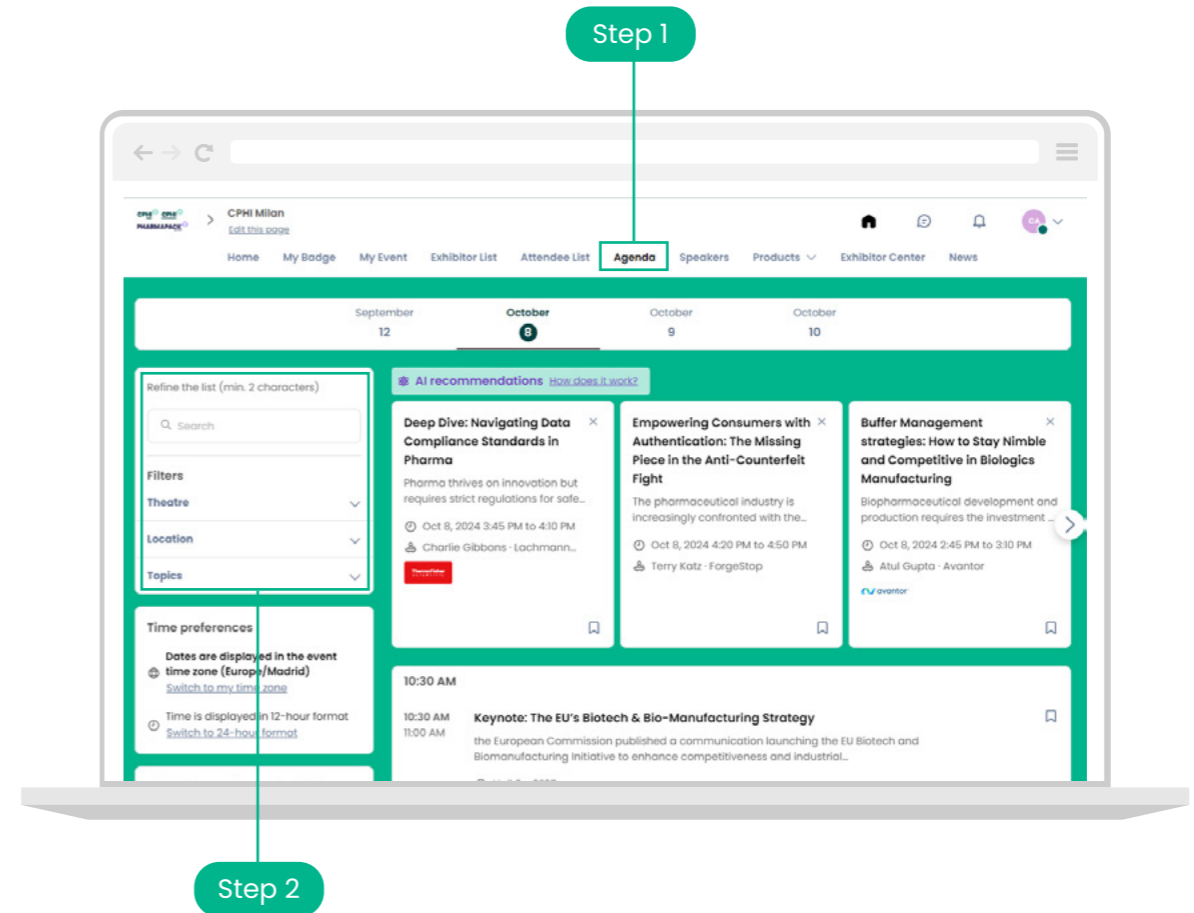 Step 1
CPHI Milan
Edit this page
Home My Badge My Event Exhibitor List Attendee List Agenda Speakers Products Exhibitor Center News
CA
September 12
October 8
October 9
October 10
Refine the list (min. 2 characters)
Search
Filters
Theatre
Location
Topics
Time preferences
Dates are displayed in the event
time zone (Europe/Madrid)
Switch to my time zone
Time is displayed in 12-hour format
Switch to 24-hour format
AI recommendations How does it work?
Deep Dive: Navigating Data
Compliance Standards in
Pharma
Pharma thrives on innovation but
requires strict regulations for safe...
Oct 8, 2024 3:45 PM to 4:10 PM
Charlie Gibbons · Lachmann...
ThermoFisher
SCIENTIFIC
Empowering Consumers with
Authentication: The Missing
Piece in the Anti-Counterfeit
Fight
The pharmaceutical industry is
increasingly confronted with the...
Oct 8, 2024 4:20 PM to 4:50 PM
Terry Katz · ForgeStop
Buffer Management
strategies: How to Stay Nimble
and Competitive in Biologics
Manufacturing
Biopharmaceutical development and
production requires the investment ...
Oct 8, 2024 2:45 PM to 3:10 PM
Atul Gupta · Avantor
avantor
10:30 AM
10:30 AM
11:00 AM
Keynote: The EU's Biotech & Bio-Manufacturing Strategy
the European Commission published a communication launching the EU Biotech and
Biomanufacturing Initiative to enhance competitiveness and industrial...
Step 2